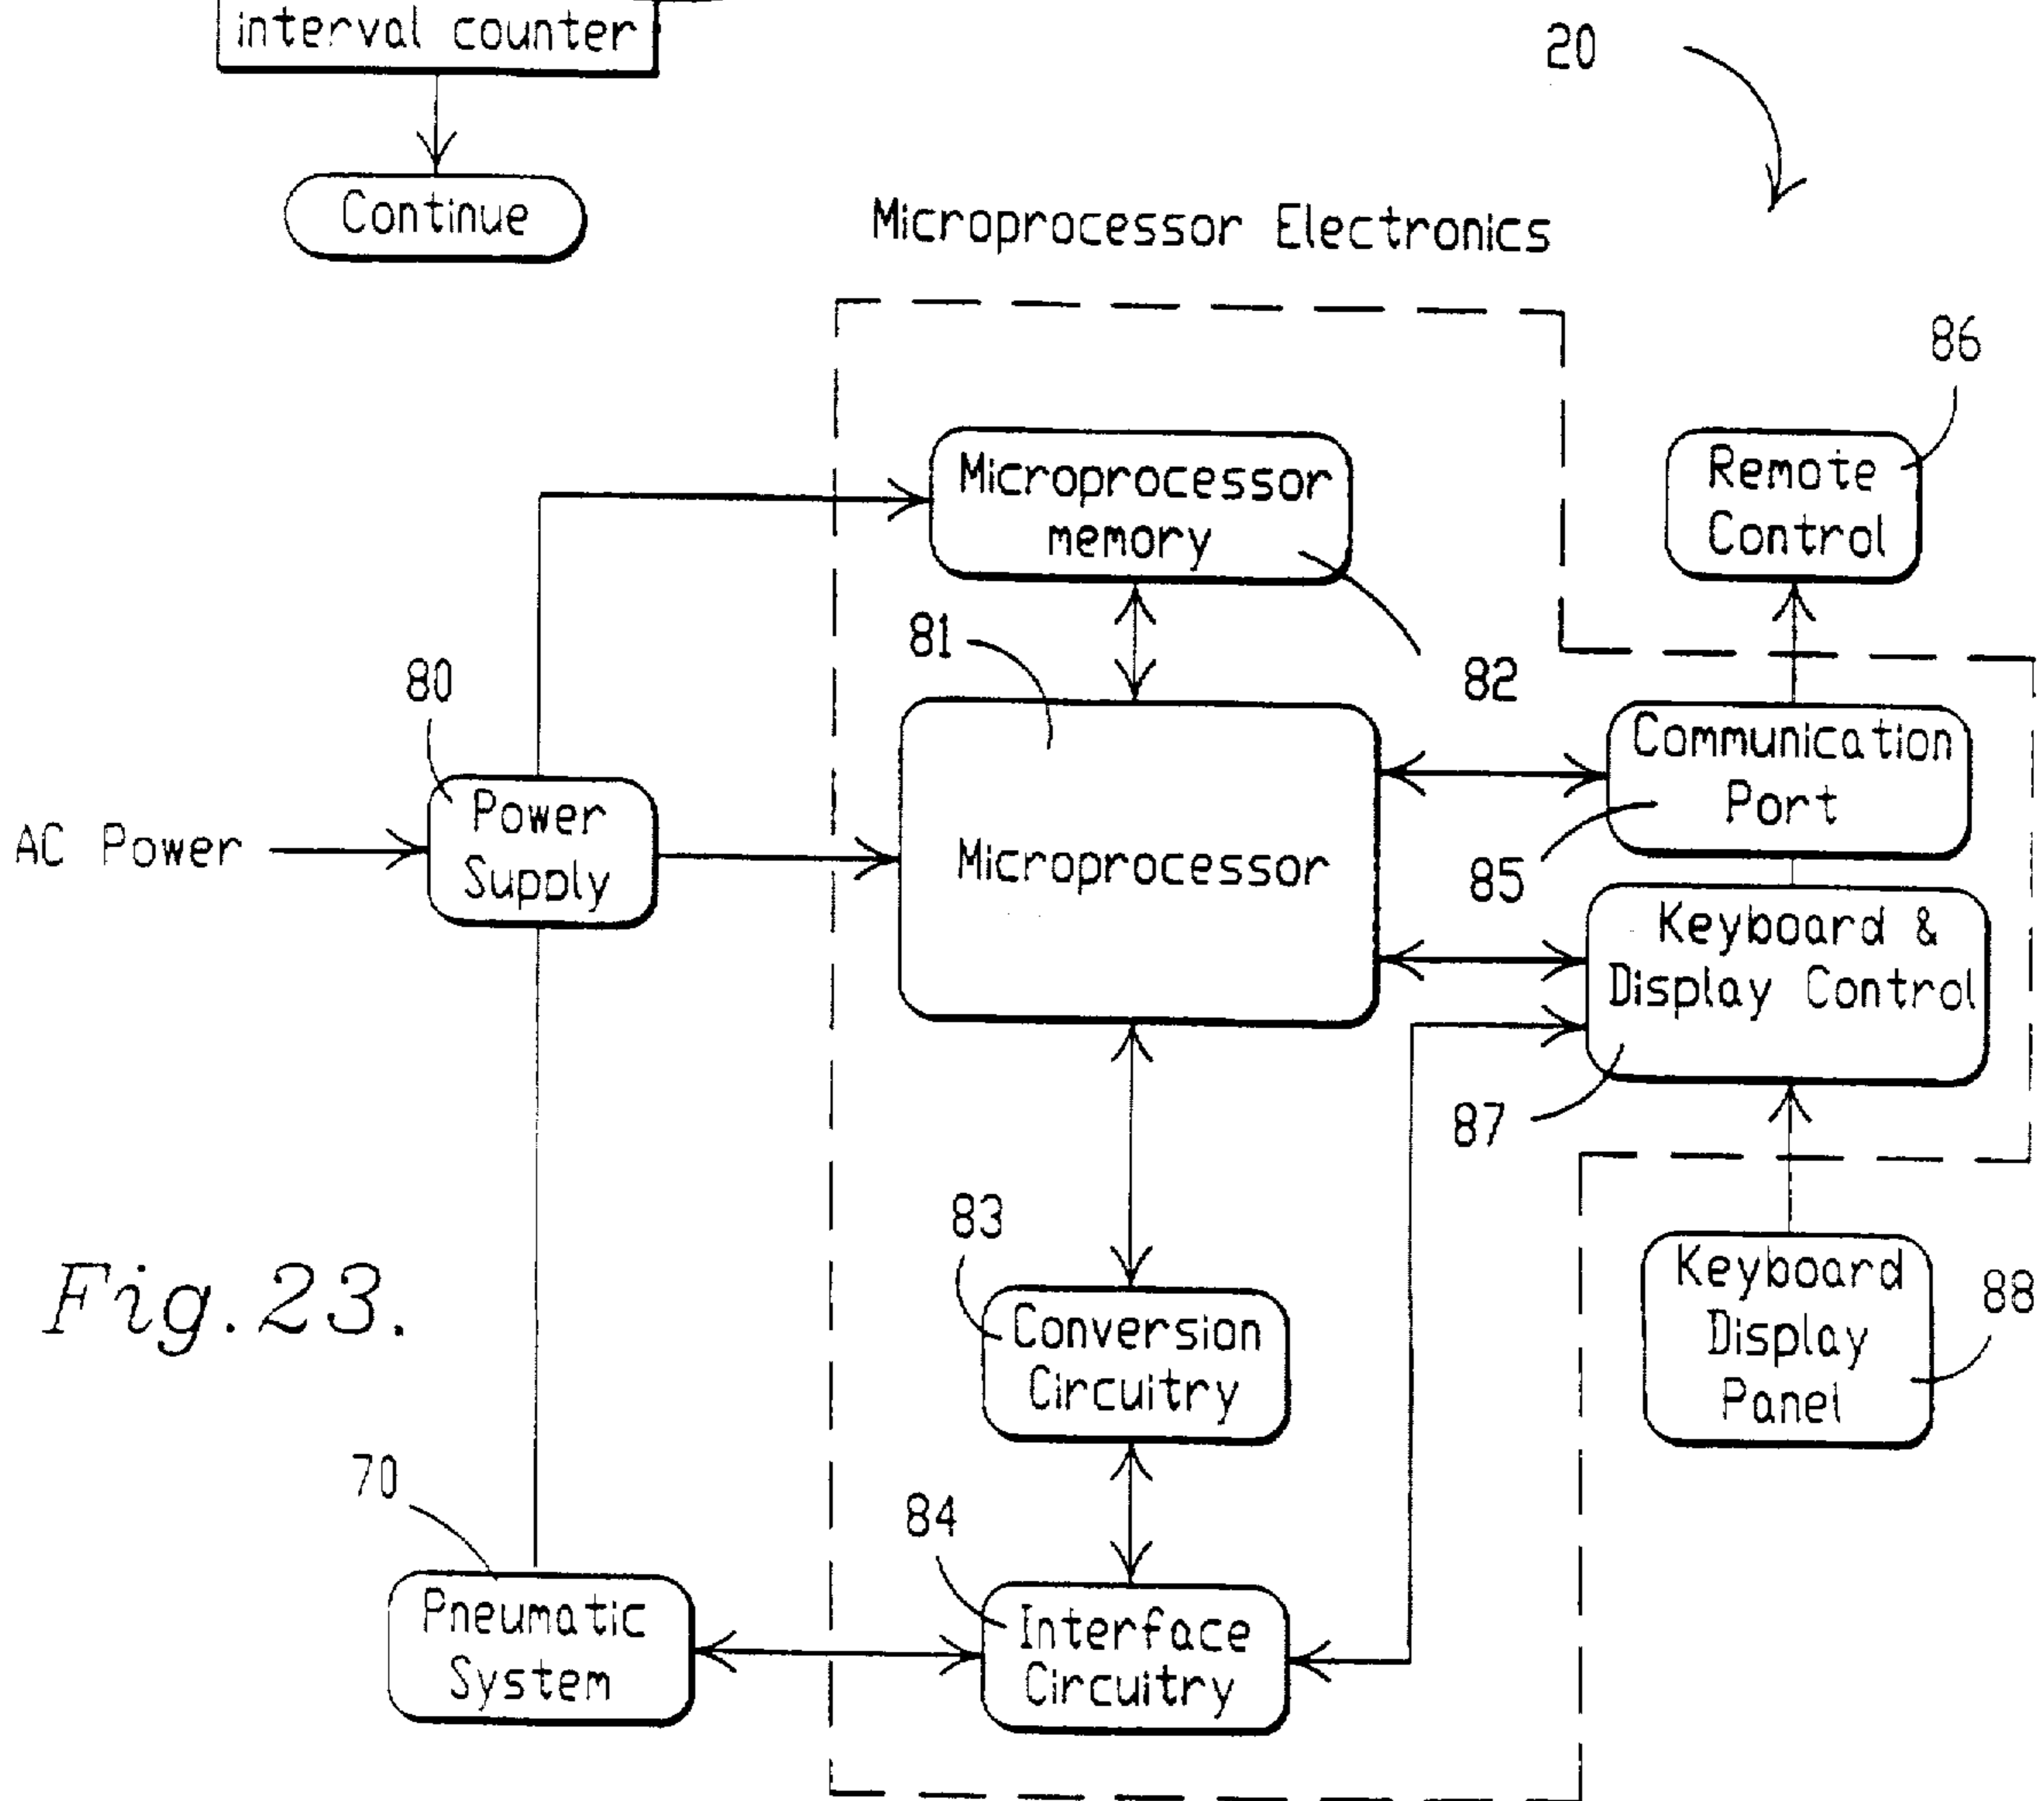 interval counter
Continue
20
Microprocessor Electronics
86
Remote
Control
Microprocessor
memory
82
81
80
Power
Supply
AC Power
Microprocessor
Communication
Port
85
Keyboard &
Display Control
87
83
Conversion
Circuitry
Keyboard
Display
Panel
88
Fig. 23.
70
Pneumatic
System
84
Interface
Circuitry